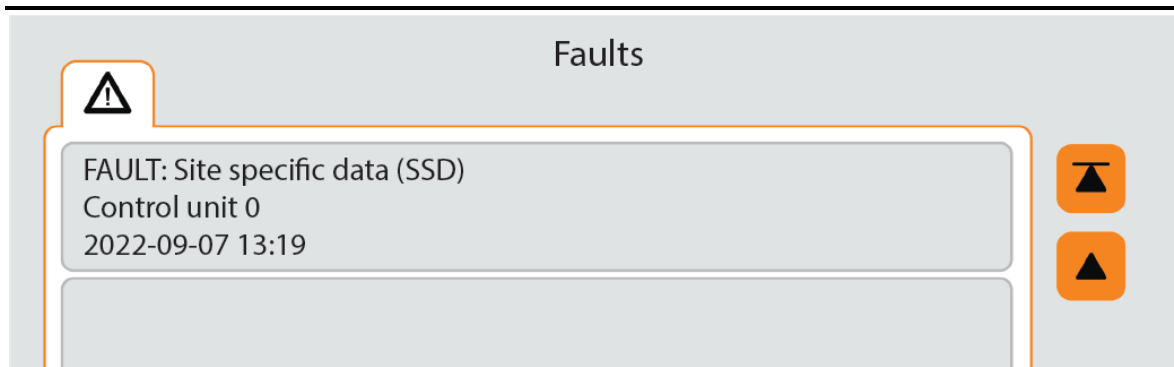 Faults
FAULT: Site specific data (SSD)
Control unit 0
2022-09-07 13:19